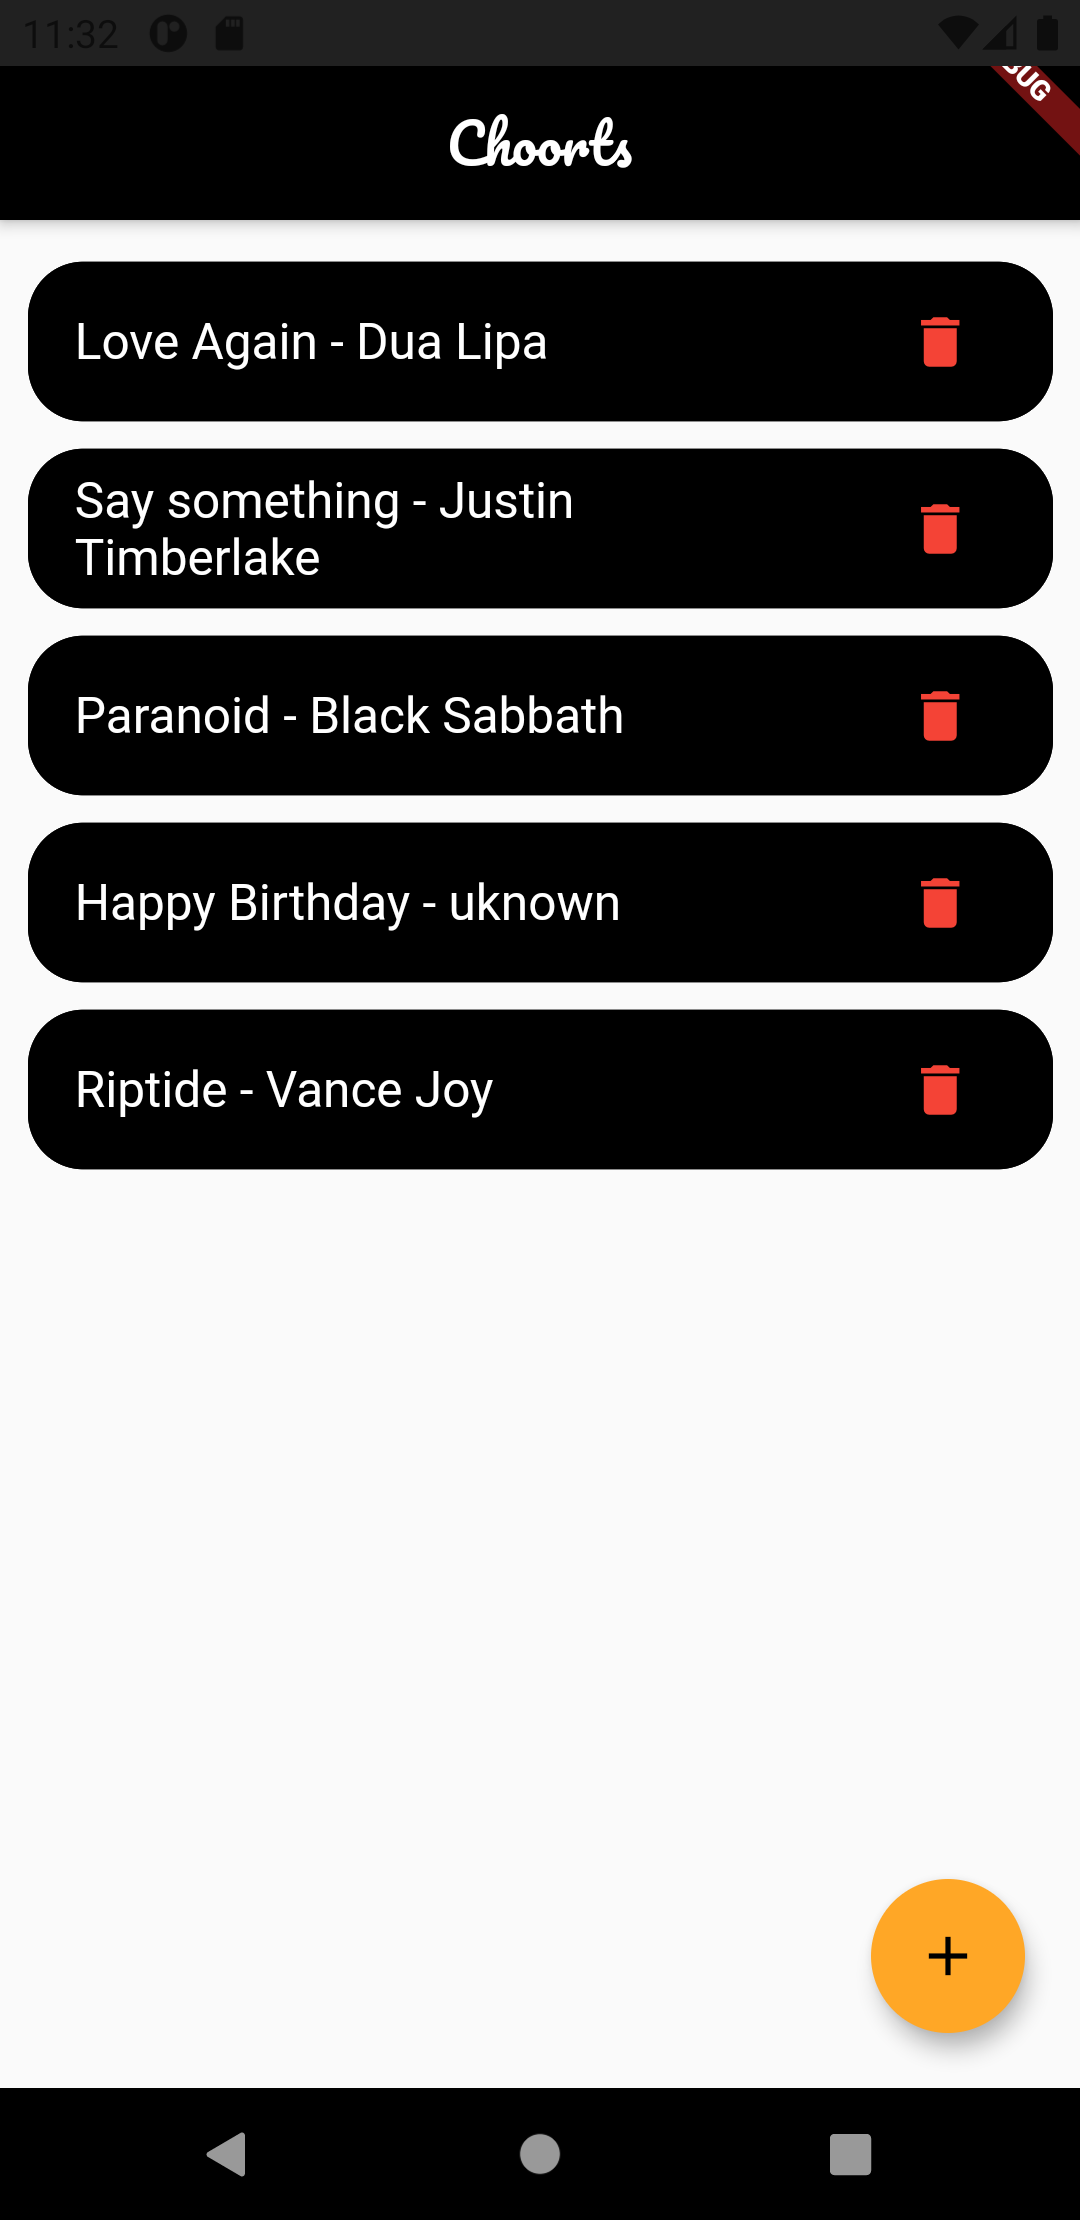 11:32
Choorts
Love Again - Dua Lipa
Say something - Justin
Timberlake
Paranoid - Black Sabbath
Happy Birthday - uknown
Riptide - Vance Joy